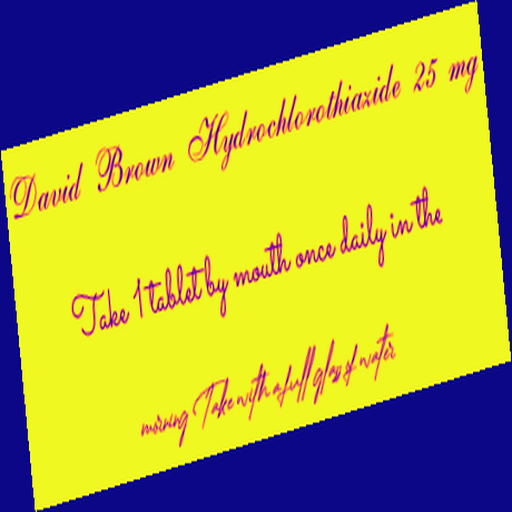 David Brown Hydrochlorothiazide 25 mg
Take 1 tablet by mouth once daily in the
morning Take with a full glass of water